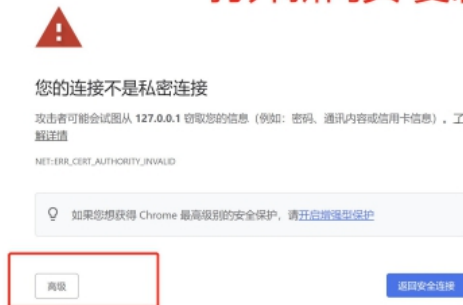 您的连接不是私密连接
攻击者可能会试图从 127.0.0.1 窃取您的信息（例如：密码、通讯内容或信用卡信息）。了
解详情
NET::ERR_CERT_AUTHORITY_INVALID
如果您想获得 Chrome 最高级别的安全保护，请开启增强型保护
高级
返回安全连接